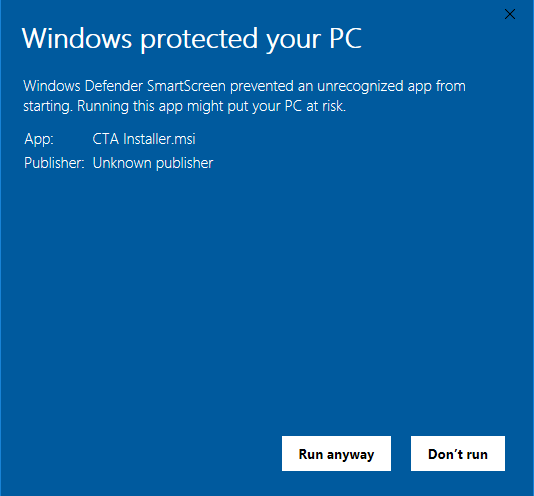 Windows protected your PC
Windows Defender SmartScreen prevented an unrecognized app from
starting. Running this app might put your PC at risk.
App: CTA Installer.msi
Publisher: Unknown publisher
Run anyway Don’t run